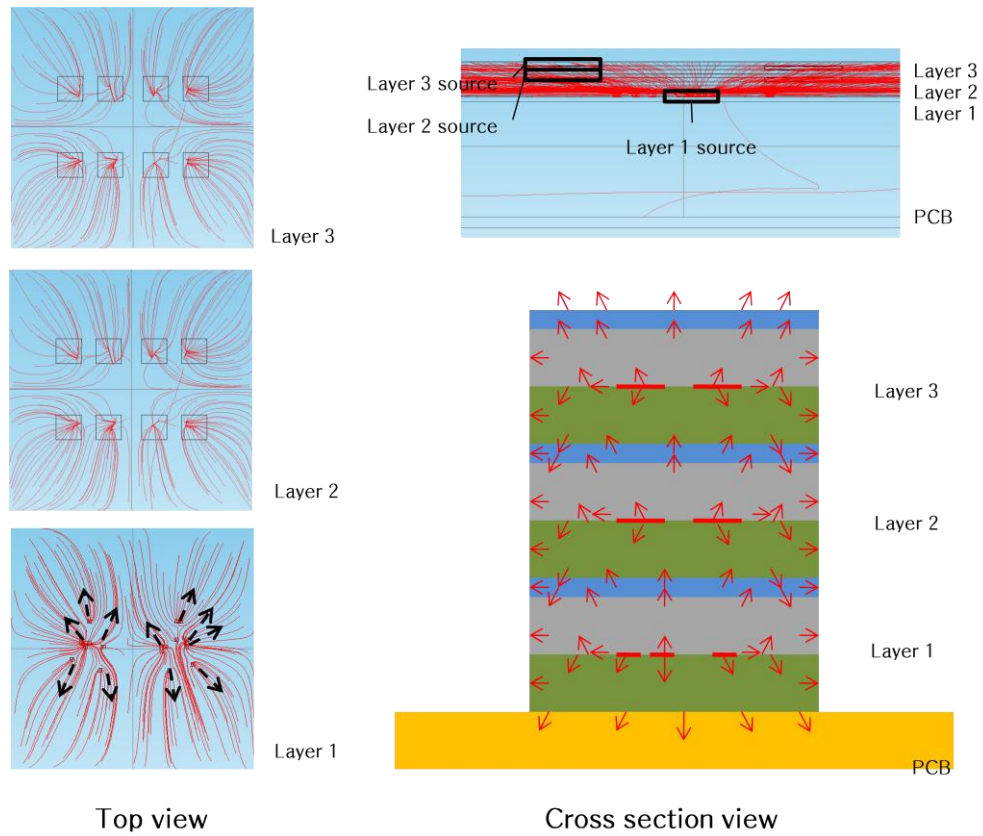 Layer 3
Layer 2
Layer 1
Top view
Layer 3 source
Layer 2 source
Layer 1 source
Layer 3
Layer 2
Layer 1
PCB
Layer 3
Layer 2
Layer 1
PCB
Cross section view